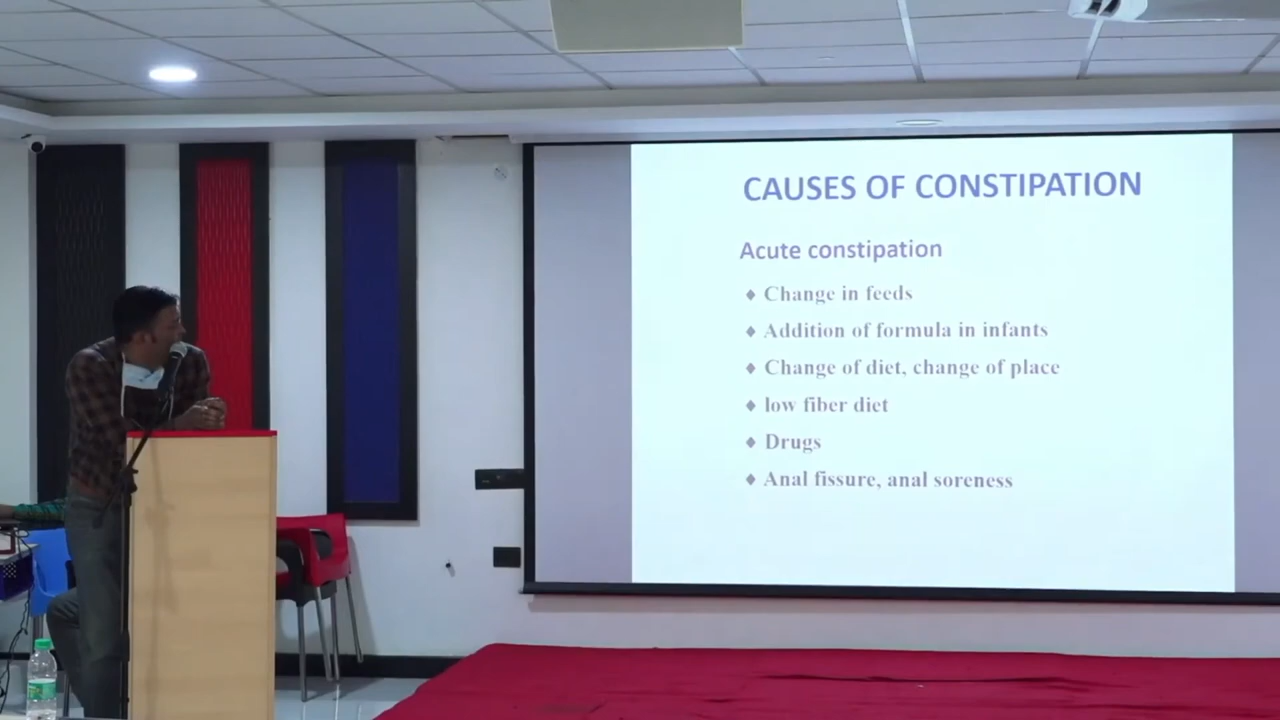 CAUSES OF CONSTIPATION
Acute constipation
♦ Change in feeds
♦ Addition of formula in infants
♦ Change of diet, change of place
♦ low fiber diet
♦ Drugs
♦ Anal fissure, anal soreness